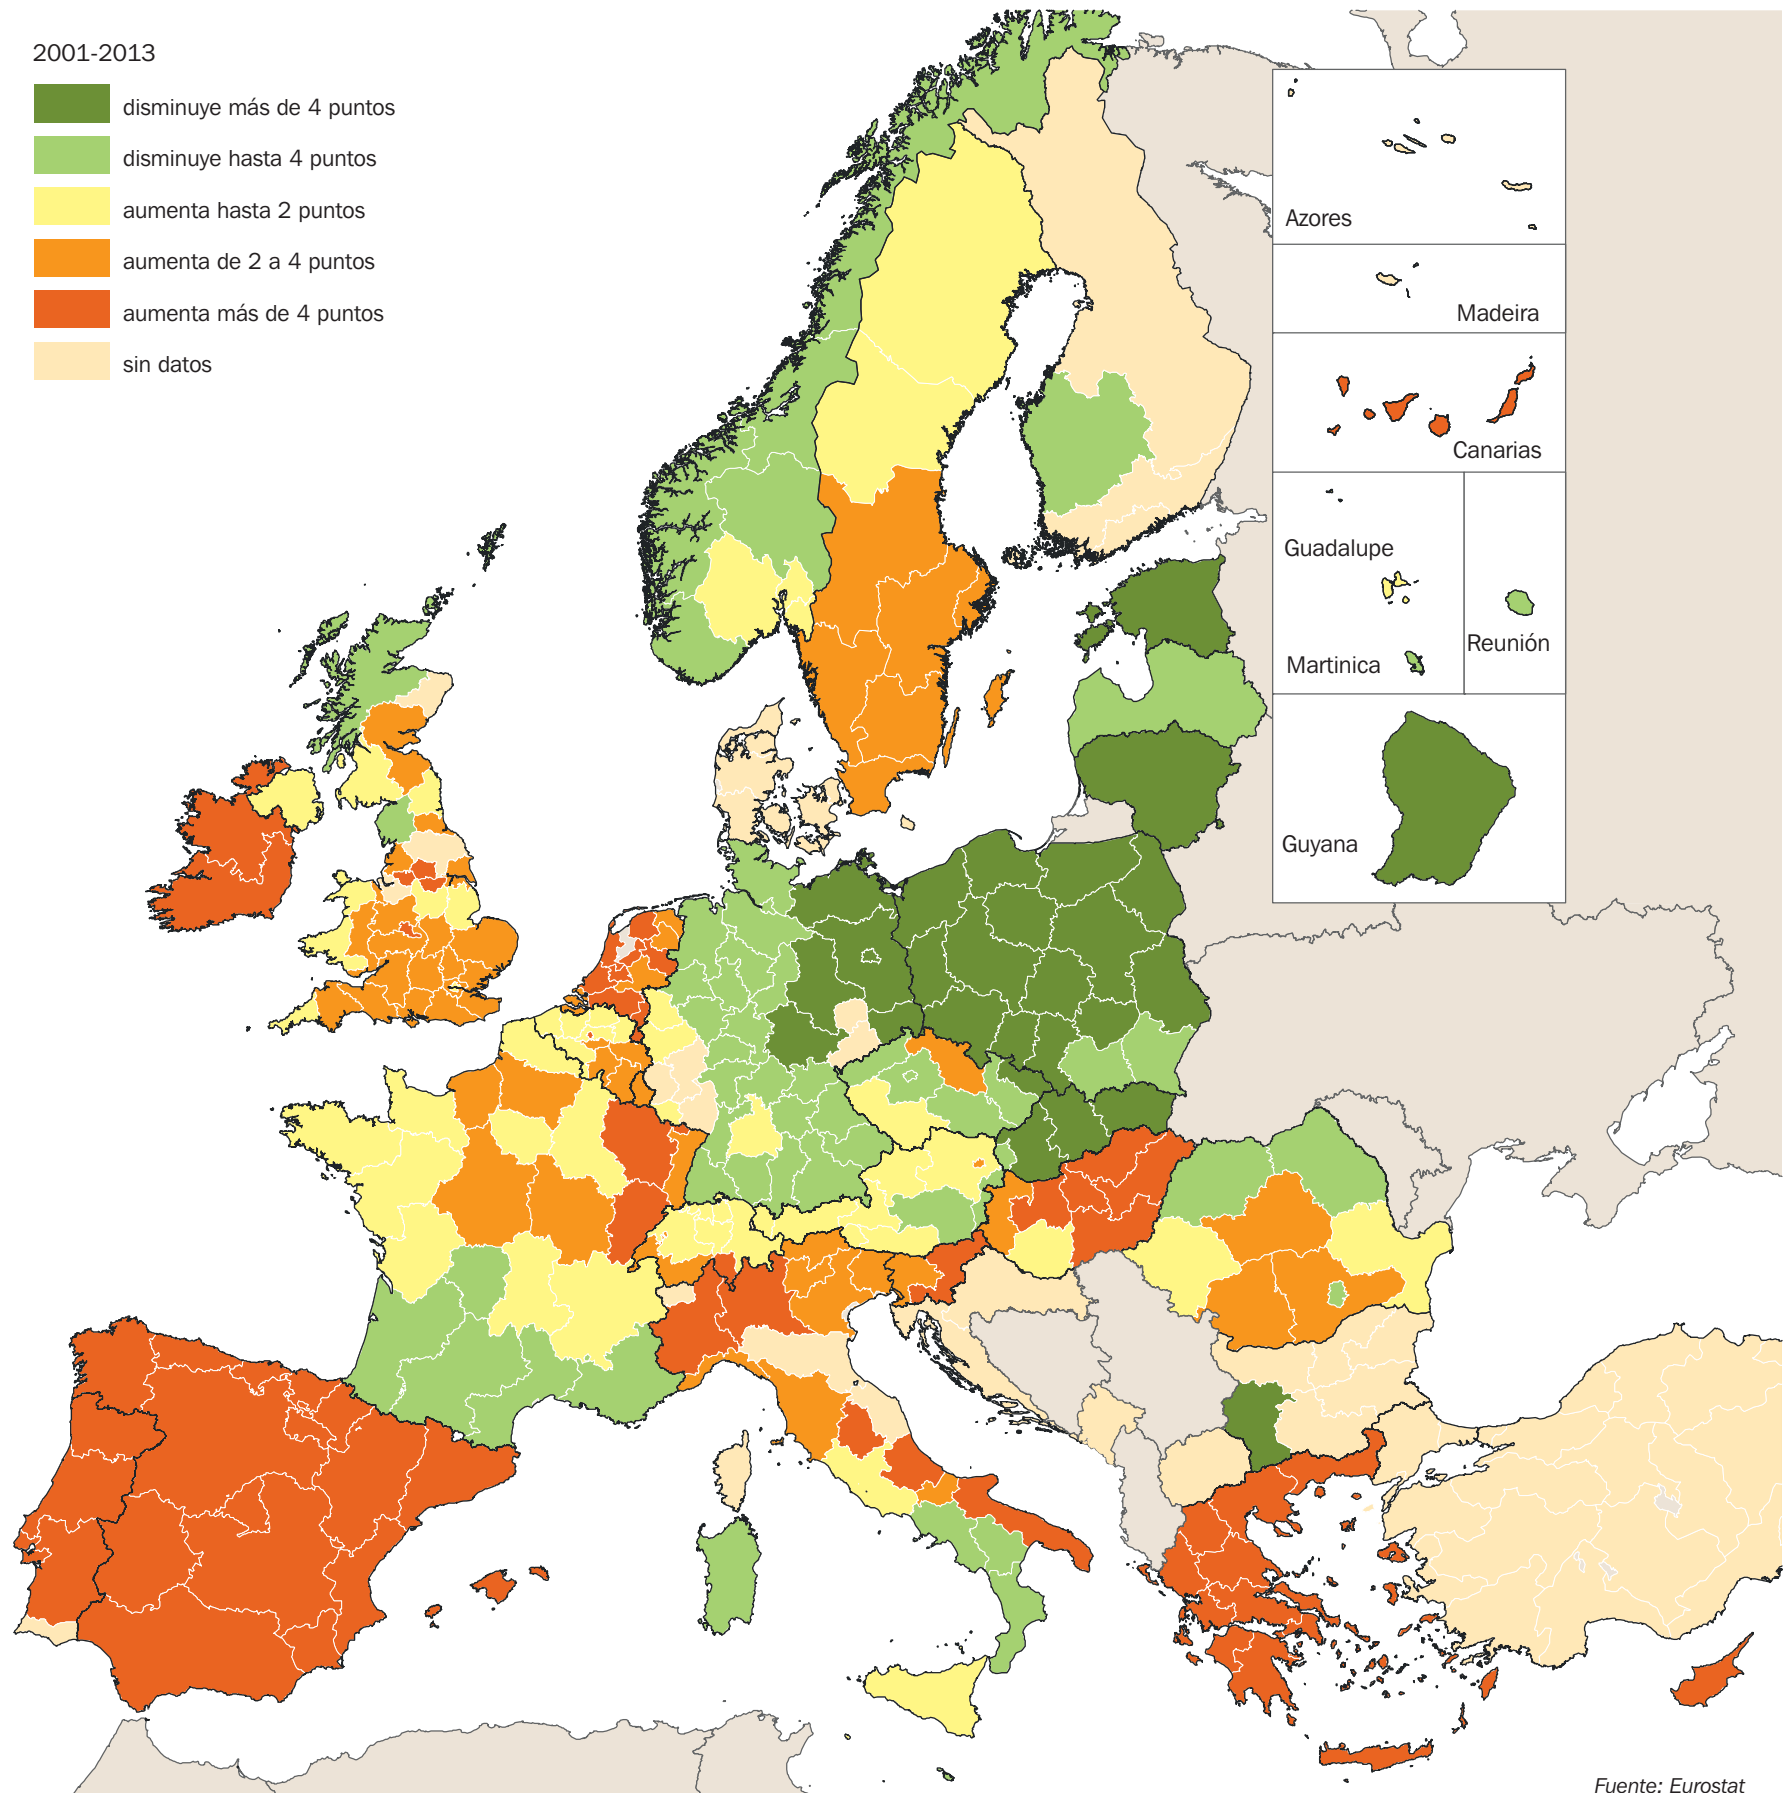 2001-2013
disminuye más de 4 puntos
disminuye hasta 4 puntos
aumenta hasta 2 puntos
aumenta de 2 a 4 puntos
aumenta más de 4 puntos
sin datos
Azores
Madeira
Canarias
Guadalupe
Martinica
Reunión
Guyana
Fuente: Eurostat